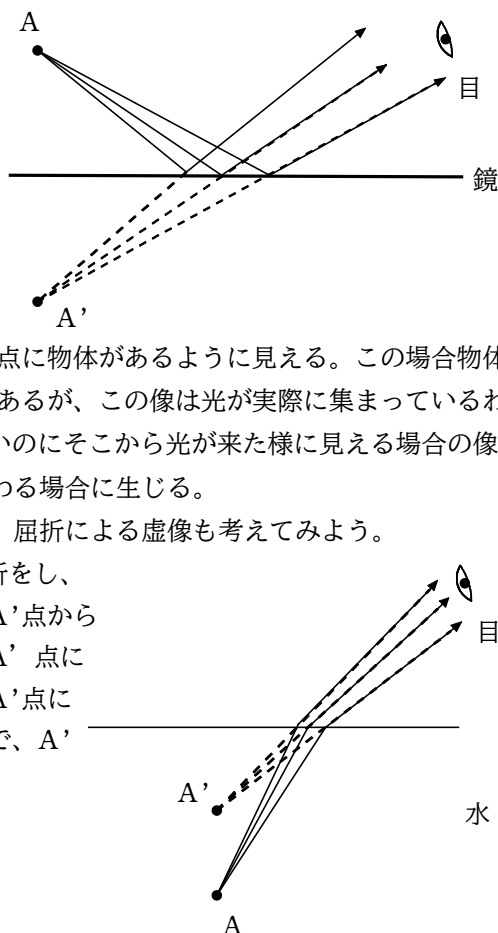 A
目
鏡
A’
点に物体があるように見える。この場合物体
あるが、この像は光が実際に集まっている
いのにそこから光が来た様に見える場合の像
わる場合に生じる。
屈折による虚像も考えてみよう。
折をし、
A’点から
A’ 点に
A’点に
で、A’
目
A’
水
A